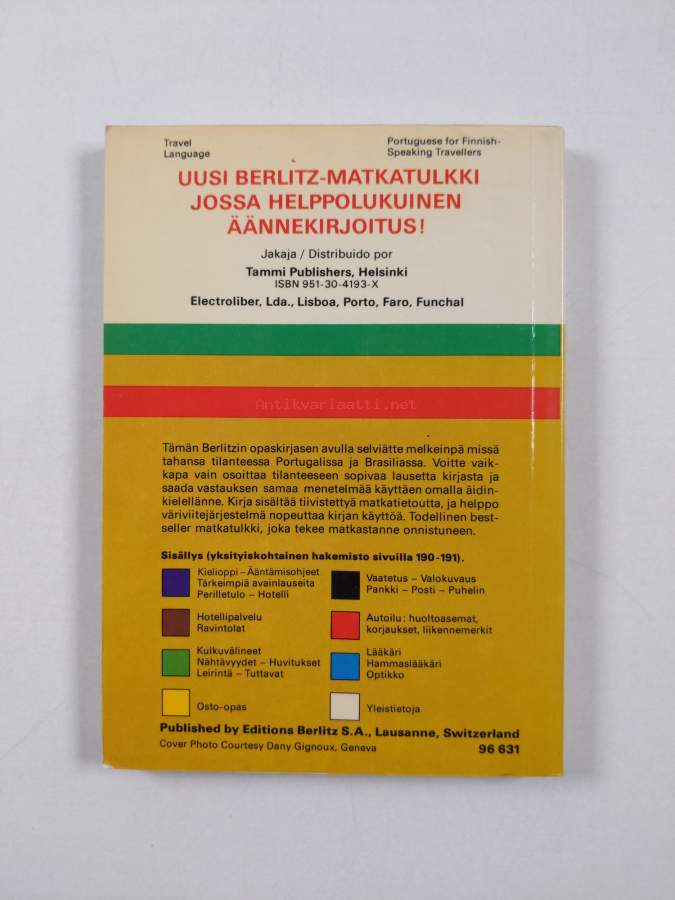 Travel
Language
Portuguese for Finnish-
Speaking Travellers
UUSI BERLITZ-MATKATULKKI
JOSSA HELPPOLUKUINEN
ÄÄNNEKIRJOITUS!
Jakaja / Distribuido por
Tammi Publishers, Helsinki
ISBN 951-30-4193-X
Electroliber, Lda., Lisboa, Porto, Faro, Funchal
Antikvariaatti.net
Tämän Berlitzin opaskirjasen avulla selviätte melkeinpä missä
tahansa tilanteessa Portugalissa ja Brasiliassa. Voitte vaik-
kapa vain osoittaa tilanteeseen sopivaa lausetta kirjasta ja
saada vastauksen samaa menetelmää käyttäen omalla äidin-
kielellänne. Kirja sisältää tiivistettyä matkatietoutta, ja helppo
väriviitejärjestelmä nopeuttaa kirjan käyttöä. Todellinen best-
seller matkatulkki, joka tekee matkastanne onnistuneen.
Sisällys (yksityiskohtainen hakemisto sivuilla 190-191).
Kielioppi – Ääntämisohjeet
Tärkeimpiä avainlauseita
Perilletulo – Hotelli
Vaatetus – Valokuvaus
Pankki – Posti – Puhelin
Hotellipalvelu
Ravintolat
Autoilu: huoltoasemat,
korjaukset, liikennemerkit
Kulkuvälineet
Nähtävyydet – Huvitukset
Leirintä – Tuttavat
Lääkäri
Hammaslääkäri
Optikko
Osto-opas
Yleistietoja
Published by Editions Berlitz S.A., Lausanne, Switzerland
Cover Photo Courtesy Dany Gignoux, Geneva
96 631